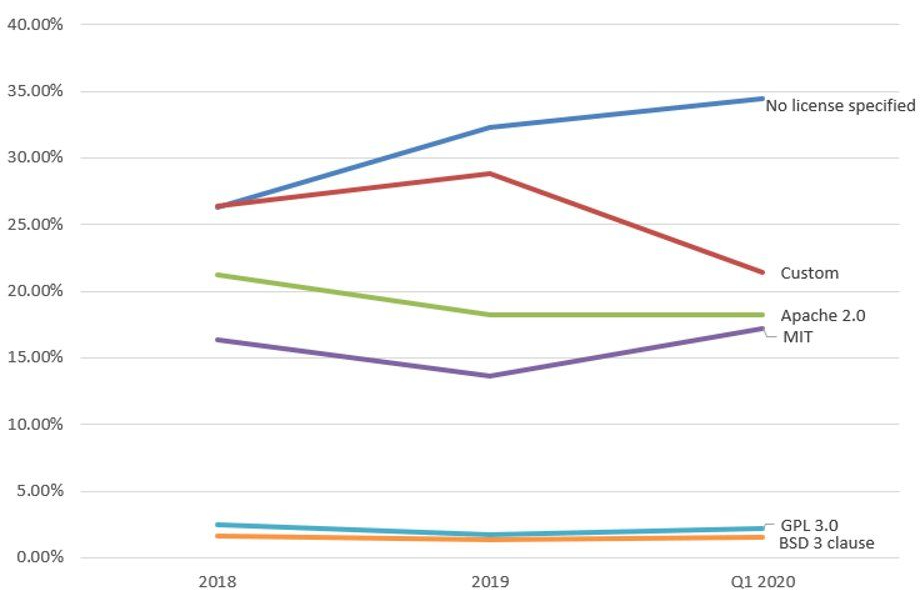 40.00%
35.00%
No license specified
30.00%
25.00%
Custom
20.00%
Apache 2.0
MIT
15.00%
10.00%
5.00%
GPL 3.0
BSD 3 clause
0.00%
2018 2019 Q1 2020